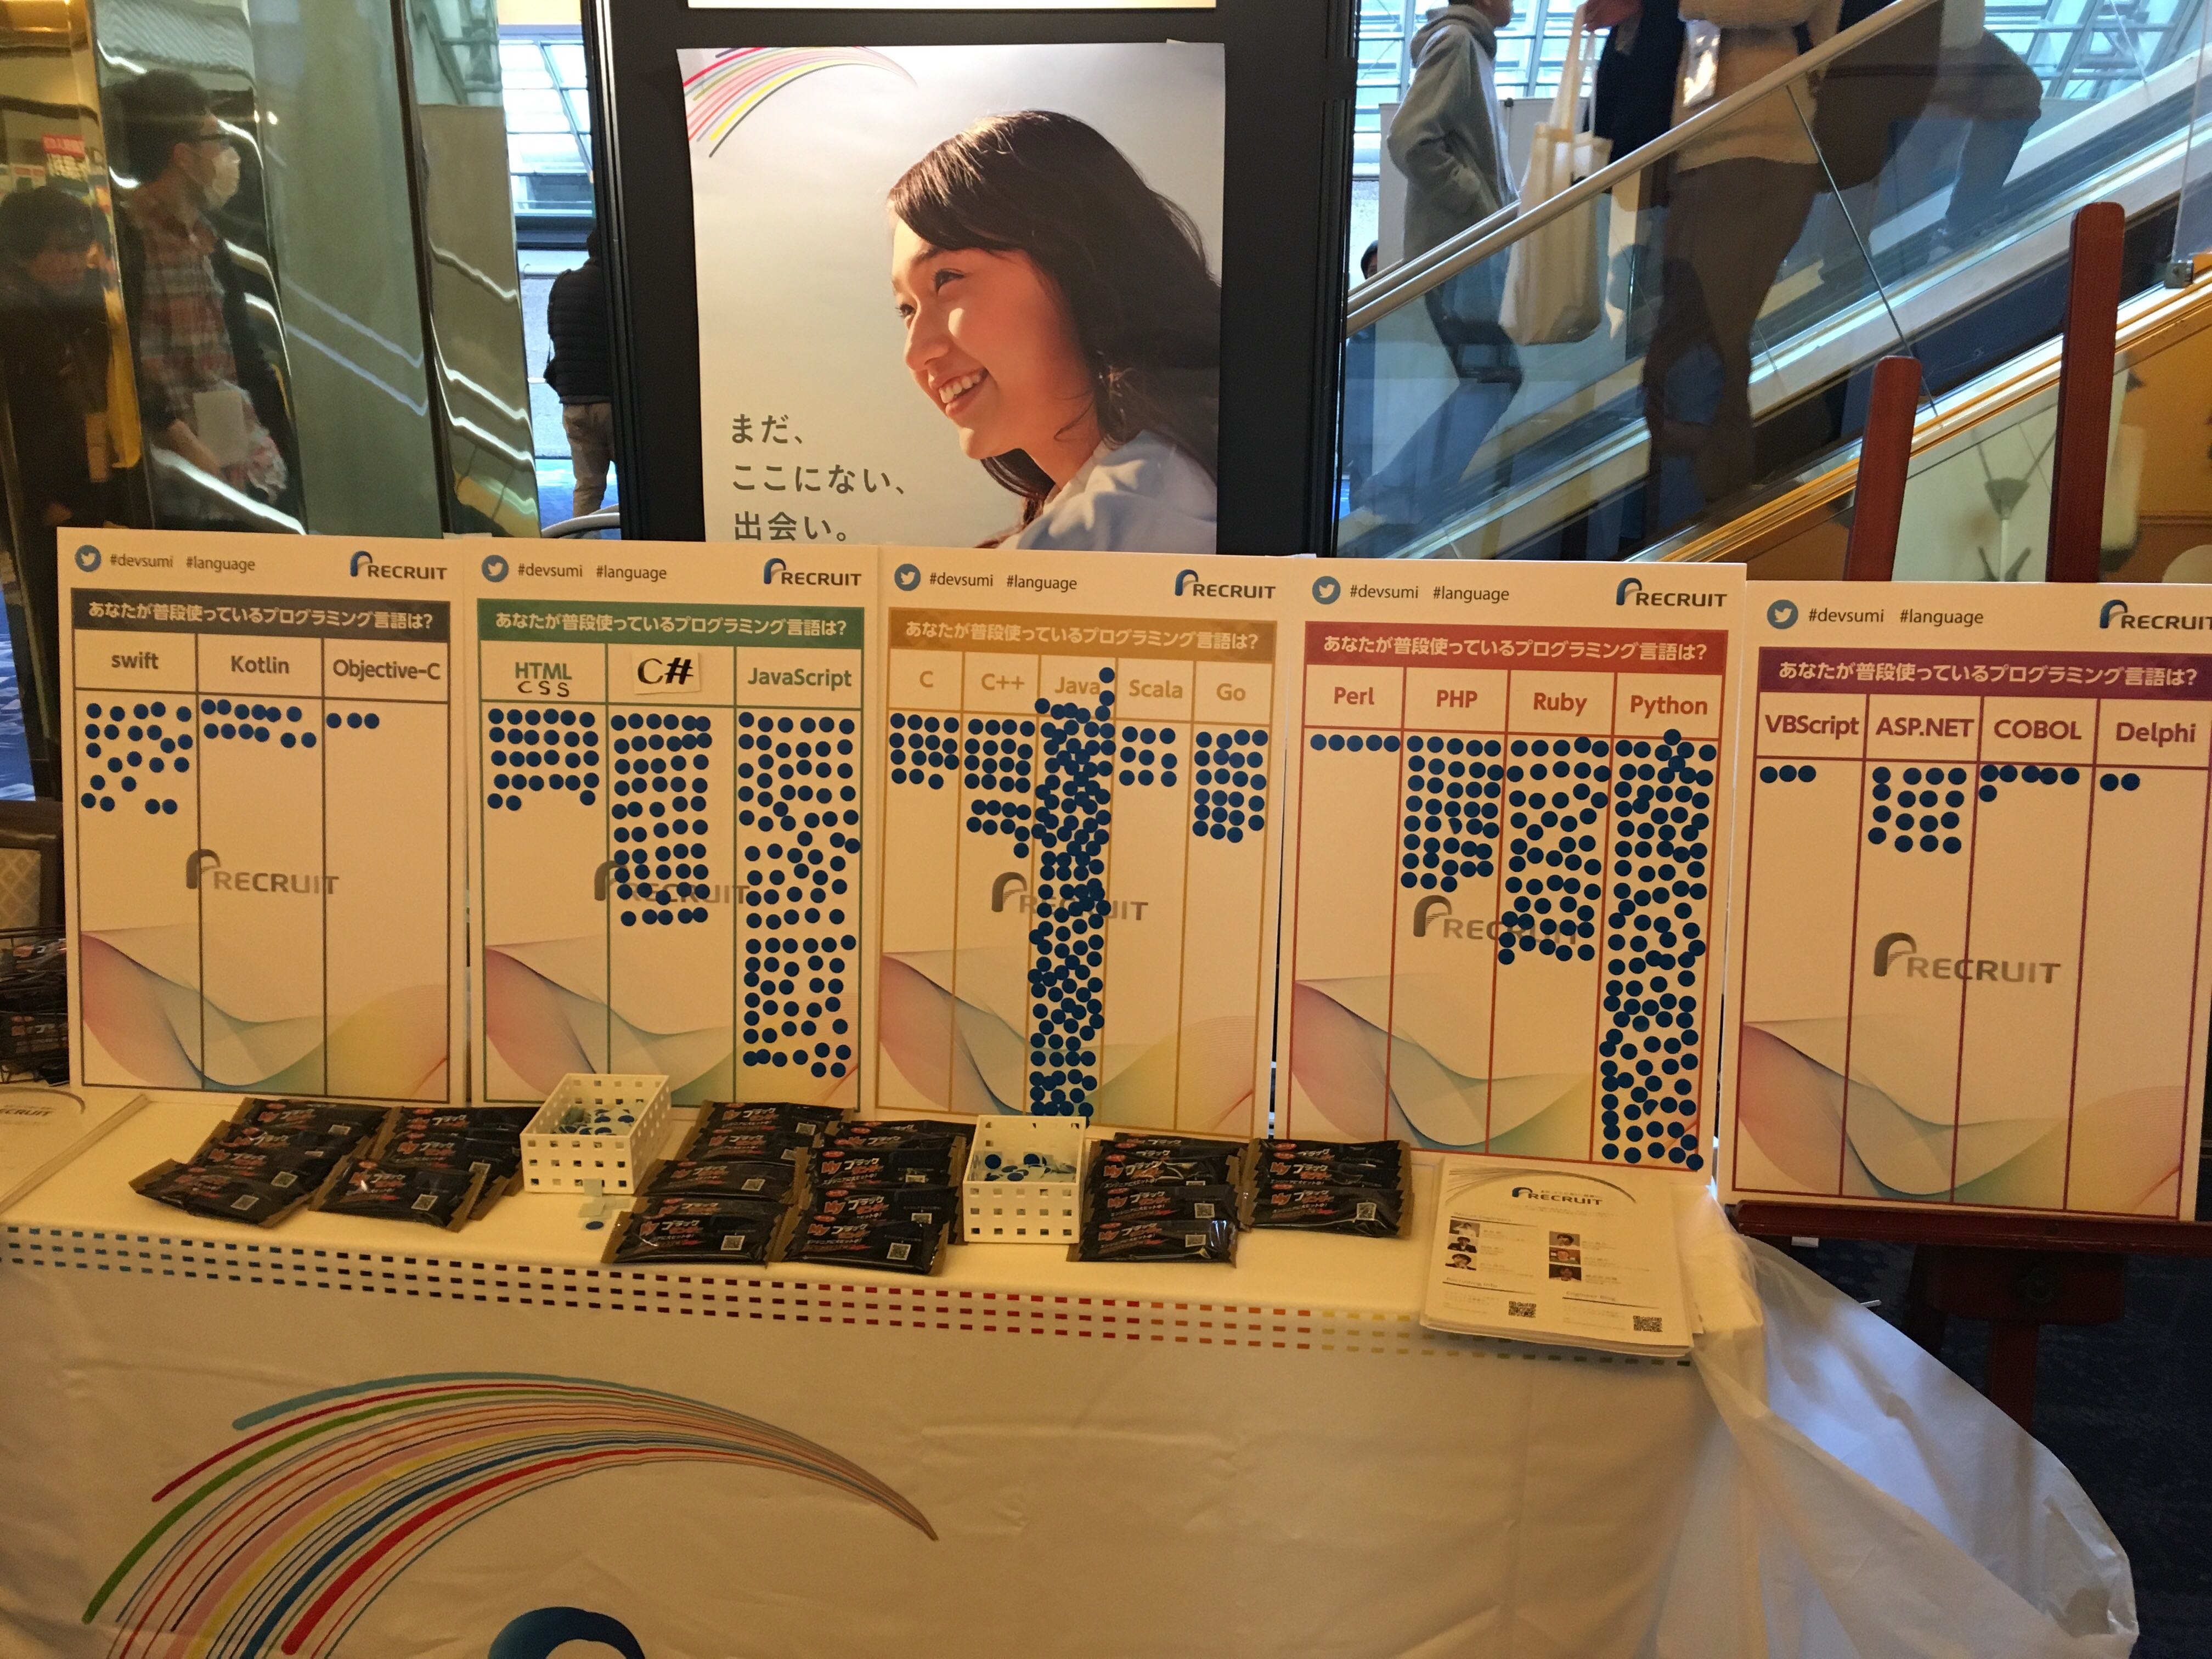 まだ、
ここにない、
出会い。
#devsumi #language RECRUIT
あなたが普段使っているプログラミング言語は?
swift Kotlin Objective-C
RECRUIT
#devsumi #language RECRUIT
あなたが普段使っているプログラミング言語は?
HTML C# JavaScript
CSS
RECRUIT
#devsumi #language RECRUIT
あなたが普段使っているプログラミング言語は?
C C++ Java Scala Go
RECRUIT
#devsumi #language RECRUIT
あなたが普段使っているプログラミング言語は?
Perl PHP Ruby Python
RECRUIT
#devsumi #language RECRUIT
あなたが普段使っているプログラミング言語は?
VBScript ASP.NET COBOL Delphi
RECRUIT
RECRUIT